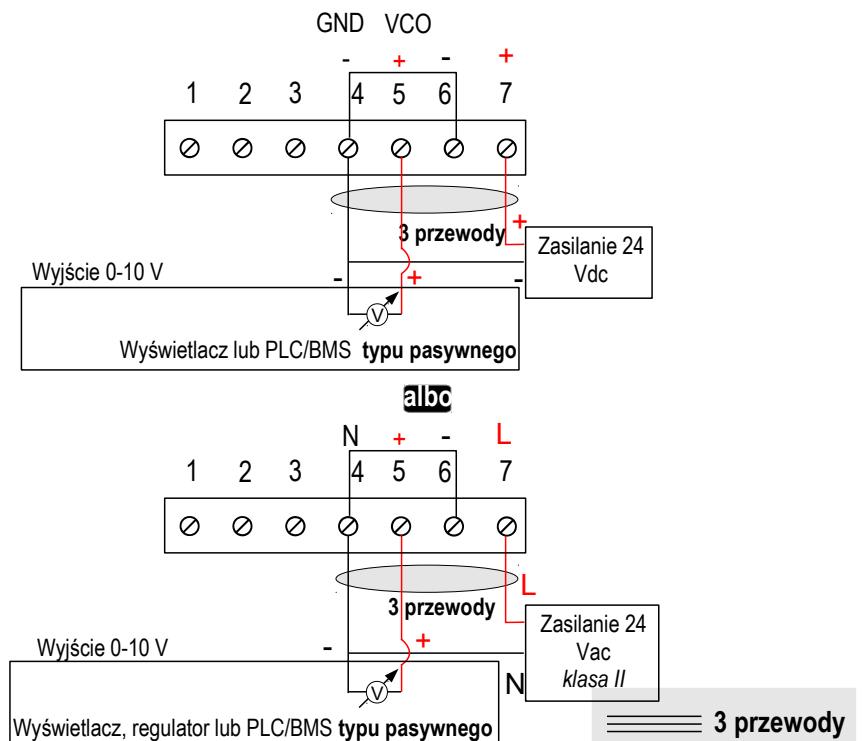 GND VCO
- + - +
1 2 3 4 5 6 7
3 przewody +
Zasilanie 24
Vdc
-
Wyjście 0-10 V
- +
V
Wyświetlacz lub PLC/BMS typu pasywnego
albo
N + - L
1 2 3 4 5 6 7
L
3 przewody
Zasilanie 24
Vac
klasa II
Wyjście 0-10 V
- +
N
V
Wyświetlacz, regulator lub PLC/BMS typu pasywnego
3 przewody